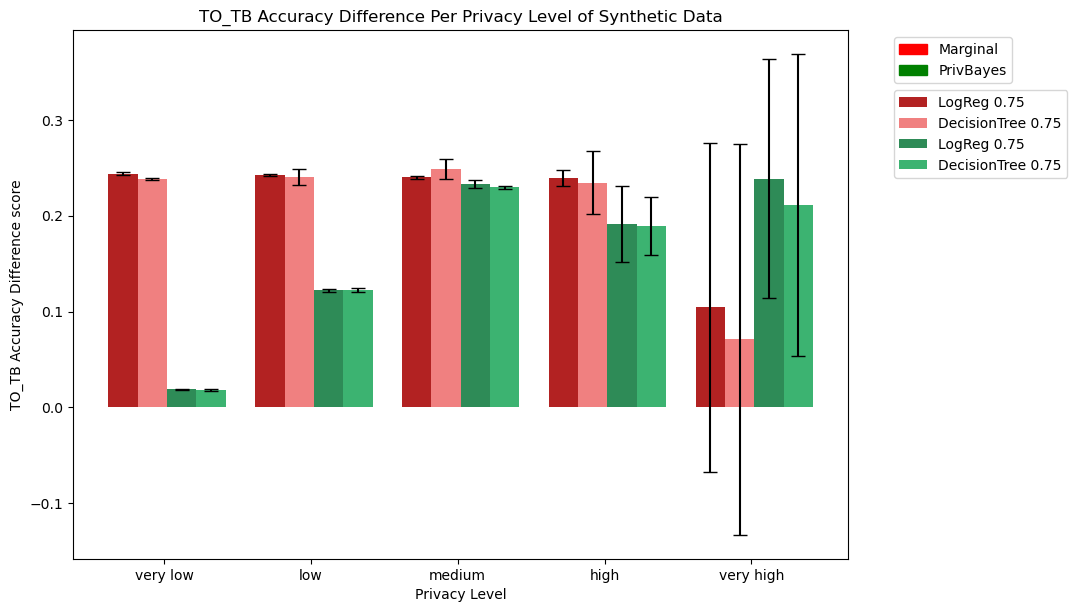 TO_TB Accuracy Difference Per Privacy Level of Synthetic Data
Marginal
PrivBayes
LogReg 0.75
DecisionTree 0.75
LogReg 0.75
DecisionTree 0.75
TO_TB Accuracy Difference score
0.3
0.2
0.1
0.0
−0.1
very low
low
medium
high
very high
Privacy Level